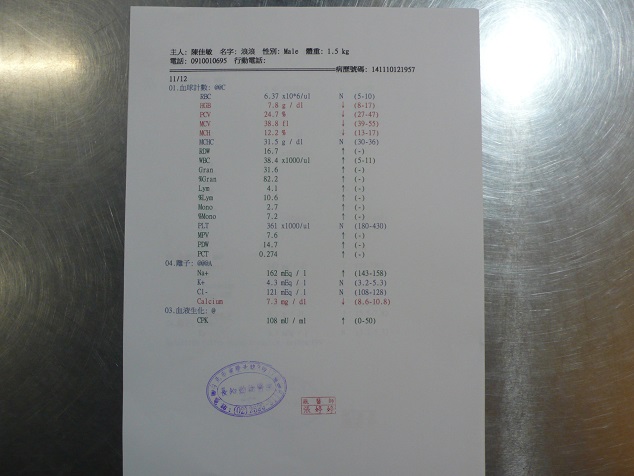 主人: 陳佳敏 名字: 浪浪 性別: Male 體重: 1.5 kg
電話: 0910010695 行動電話:
病歷號碼: 141110121957
11/12
01.血球計數: @@C
RBC 6.37 x10*6/ul N (5-10)
HGB 7.8 g / dl ↓ (8-17)
PCV 24.7 % ↓ (27-47)
MCV 38.8 fl ↓ (39-55)
MCH 12.2 % ↓ (13-17)
MCHC 31.5 g / dl N (30-36)
RDW 16.7 ↑ (-)
WBC 38.4 x1000/ul ↑ (5-11)
Gran 31.6 ↑ (-)
%Gran 82.2 ↑ (-)
Lym 4.1 ↑ (-)
%Lym 10.6 ↑ (-)
Mono 2.7 ↑ (-)
%Mono 7.2 ↑ (-)
PLT 361 x1000/ul N (180-430)
MPV 7.6 ↑ (-)
PDW 14.7 ↑ (-)
PCT 0.274 ↑ (-)
04.離子: @@@A
Na+ 162 mEq / l ↑ (143-158)
K+ 4.3 mEq / l N (3.2-5.3)
Cl- 121 mEq / l N (108-128)
Calcium 7.3 mg / dl ↓ (8.6-10.8)
03.血液生化: @
CPK 108 mU / ml ↑ (0-50)